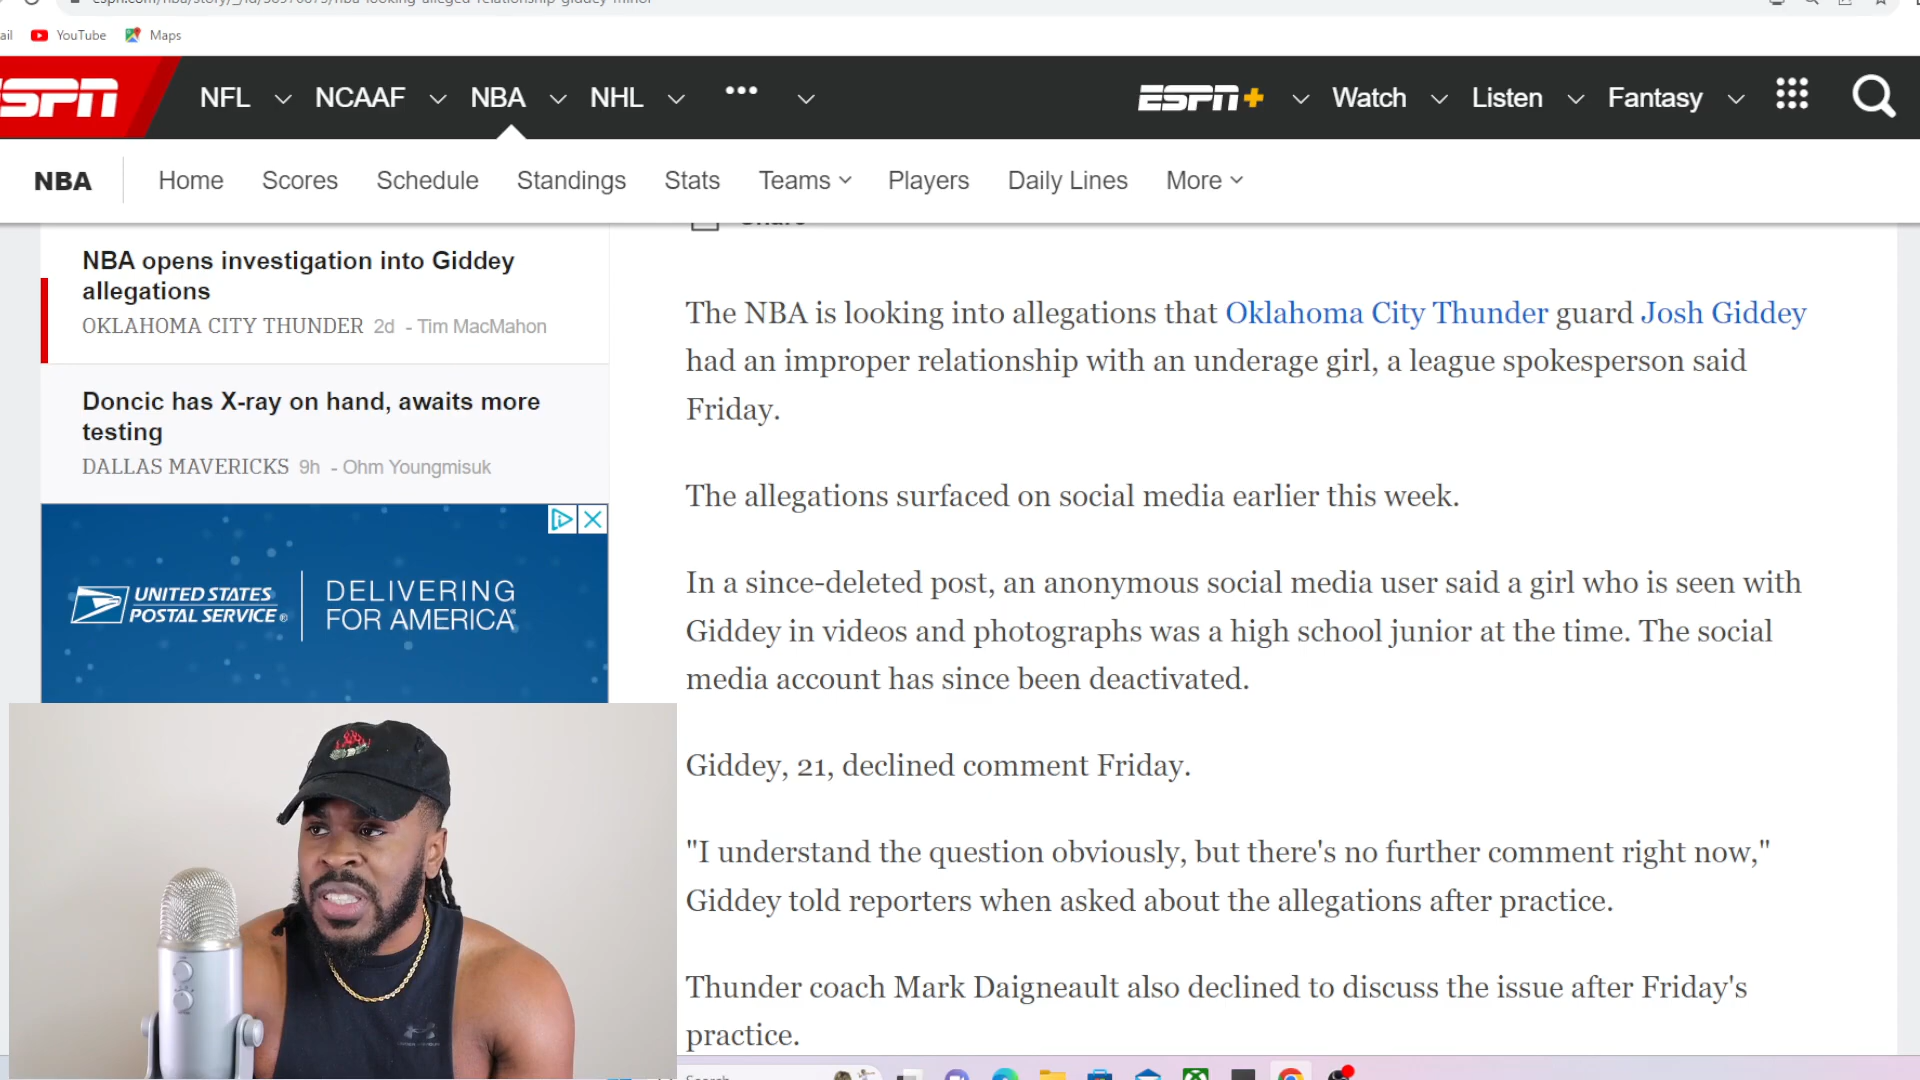 ail YouTube Maps
ESPN NFL NCAAF NBA NHL ••• ESPN+ Watch Listen Fantasy
NBA Home Scores Schedule Standings Stats Teams Players Daily Lines More
NBA opens investigation into Giddey
allegations
OKLAHOMA CITY THUNDER 2d - Tim MacMahon
Doncic has X-ray on hand, awaits more
testing
DALLAS MAVERICKS 9h - Ohm Youngmisuk
UNITED STATES
POSTAL SERVICE®
DELIVERING
FOR AMERICA
Share
The NBA is looking into allegations that Oklahoma City Thunder guard Josh Giddey
had an improper relationship with an underage girl, a league spokesperson said
Friday.
The allegations surfaced on social media earlier this week.
In a since-deleted post, an anonymous social media user said a girl who is seen with
Giddey in videos and photographs was a high school junior at the time. The social
media account has since been deactivated.
Giddey, 21, declined comment Friday.
"I understand the question obviously, but there's no further comment right now,"
Giddey told reporters when asked about the allegations after practice.
Thunder coach Mark Daigneault also declined to discuss the issue after Friday's
practice.
Search